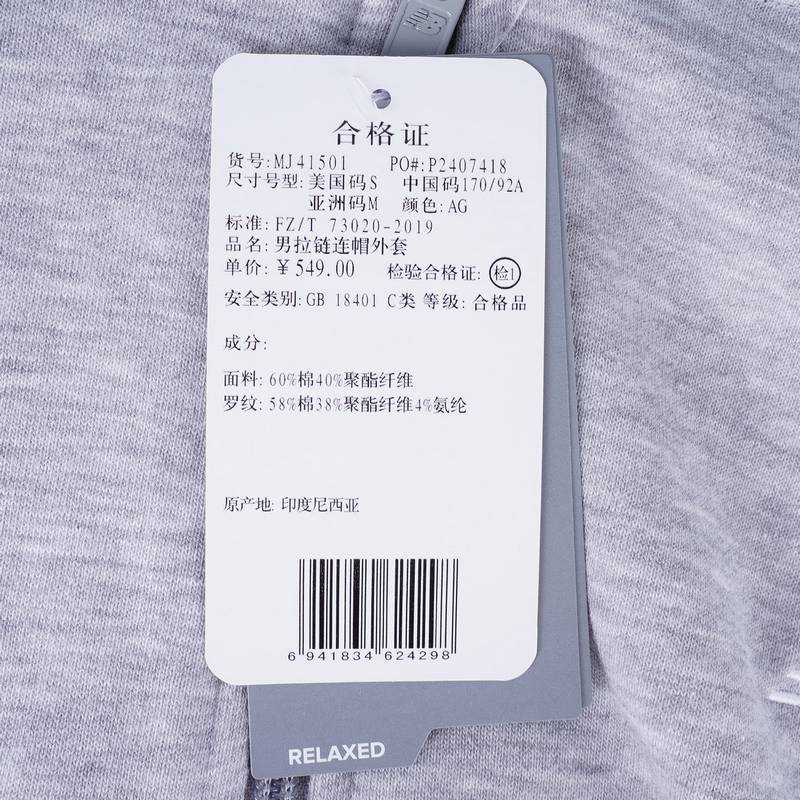 合格证
货号: MJ41501 PO#: P2407418
尺寸号型: 美国码S 中国码170/92A
亚洲码M 颜色: AG
标准: FZ/T 73020-2019
品名: 男拉链连帽外套
单价: ¥549.00 检验合格证: 检1
安全类别: GB 18401 C类 等级: 合格品
成分:
面料: 60%棉40%聚酯纤维
罗纹: 58%棉38%聚酯纤维4%氨纶
原产地: 印度尼西亚
6 941834 624298
RELAXED